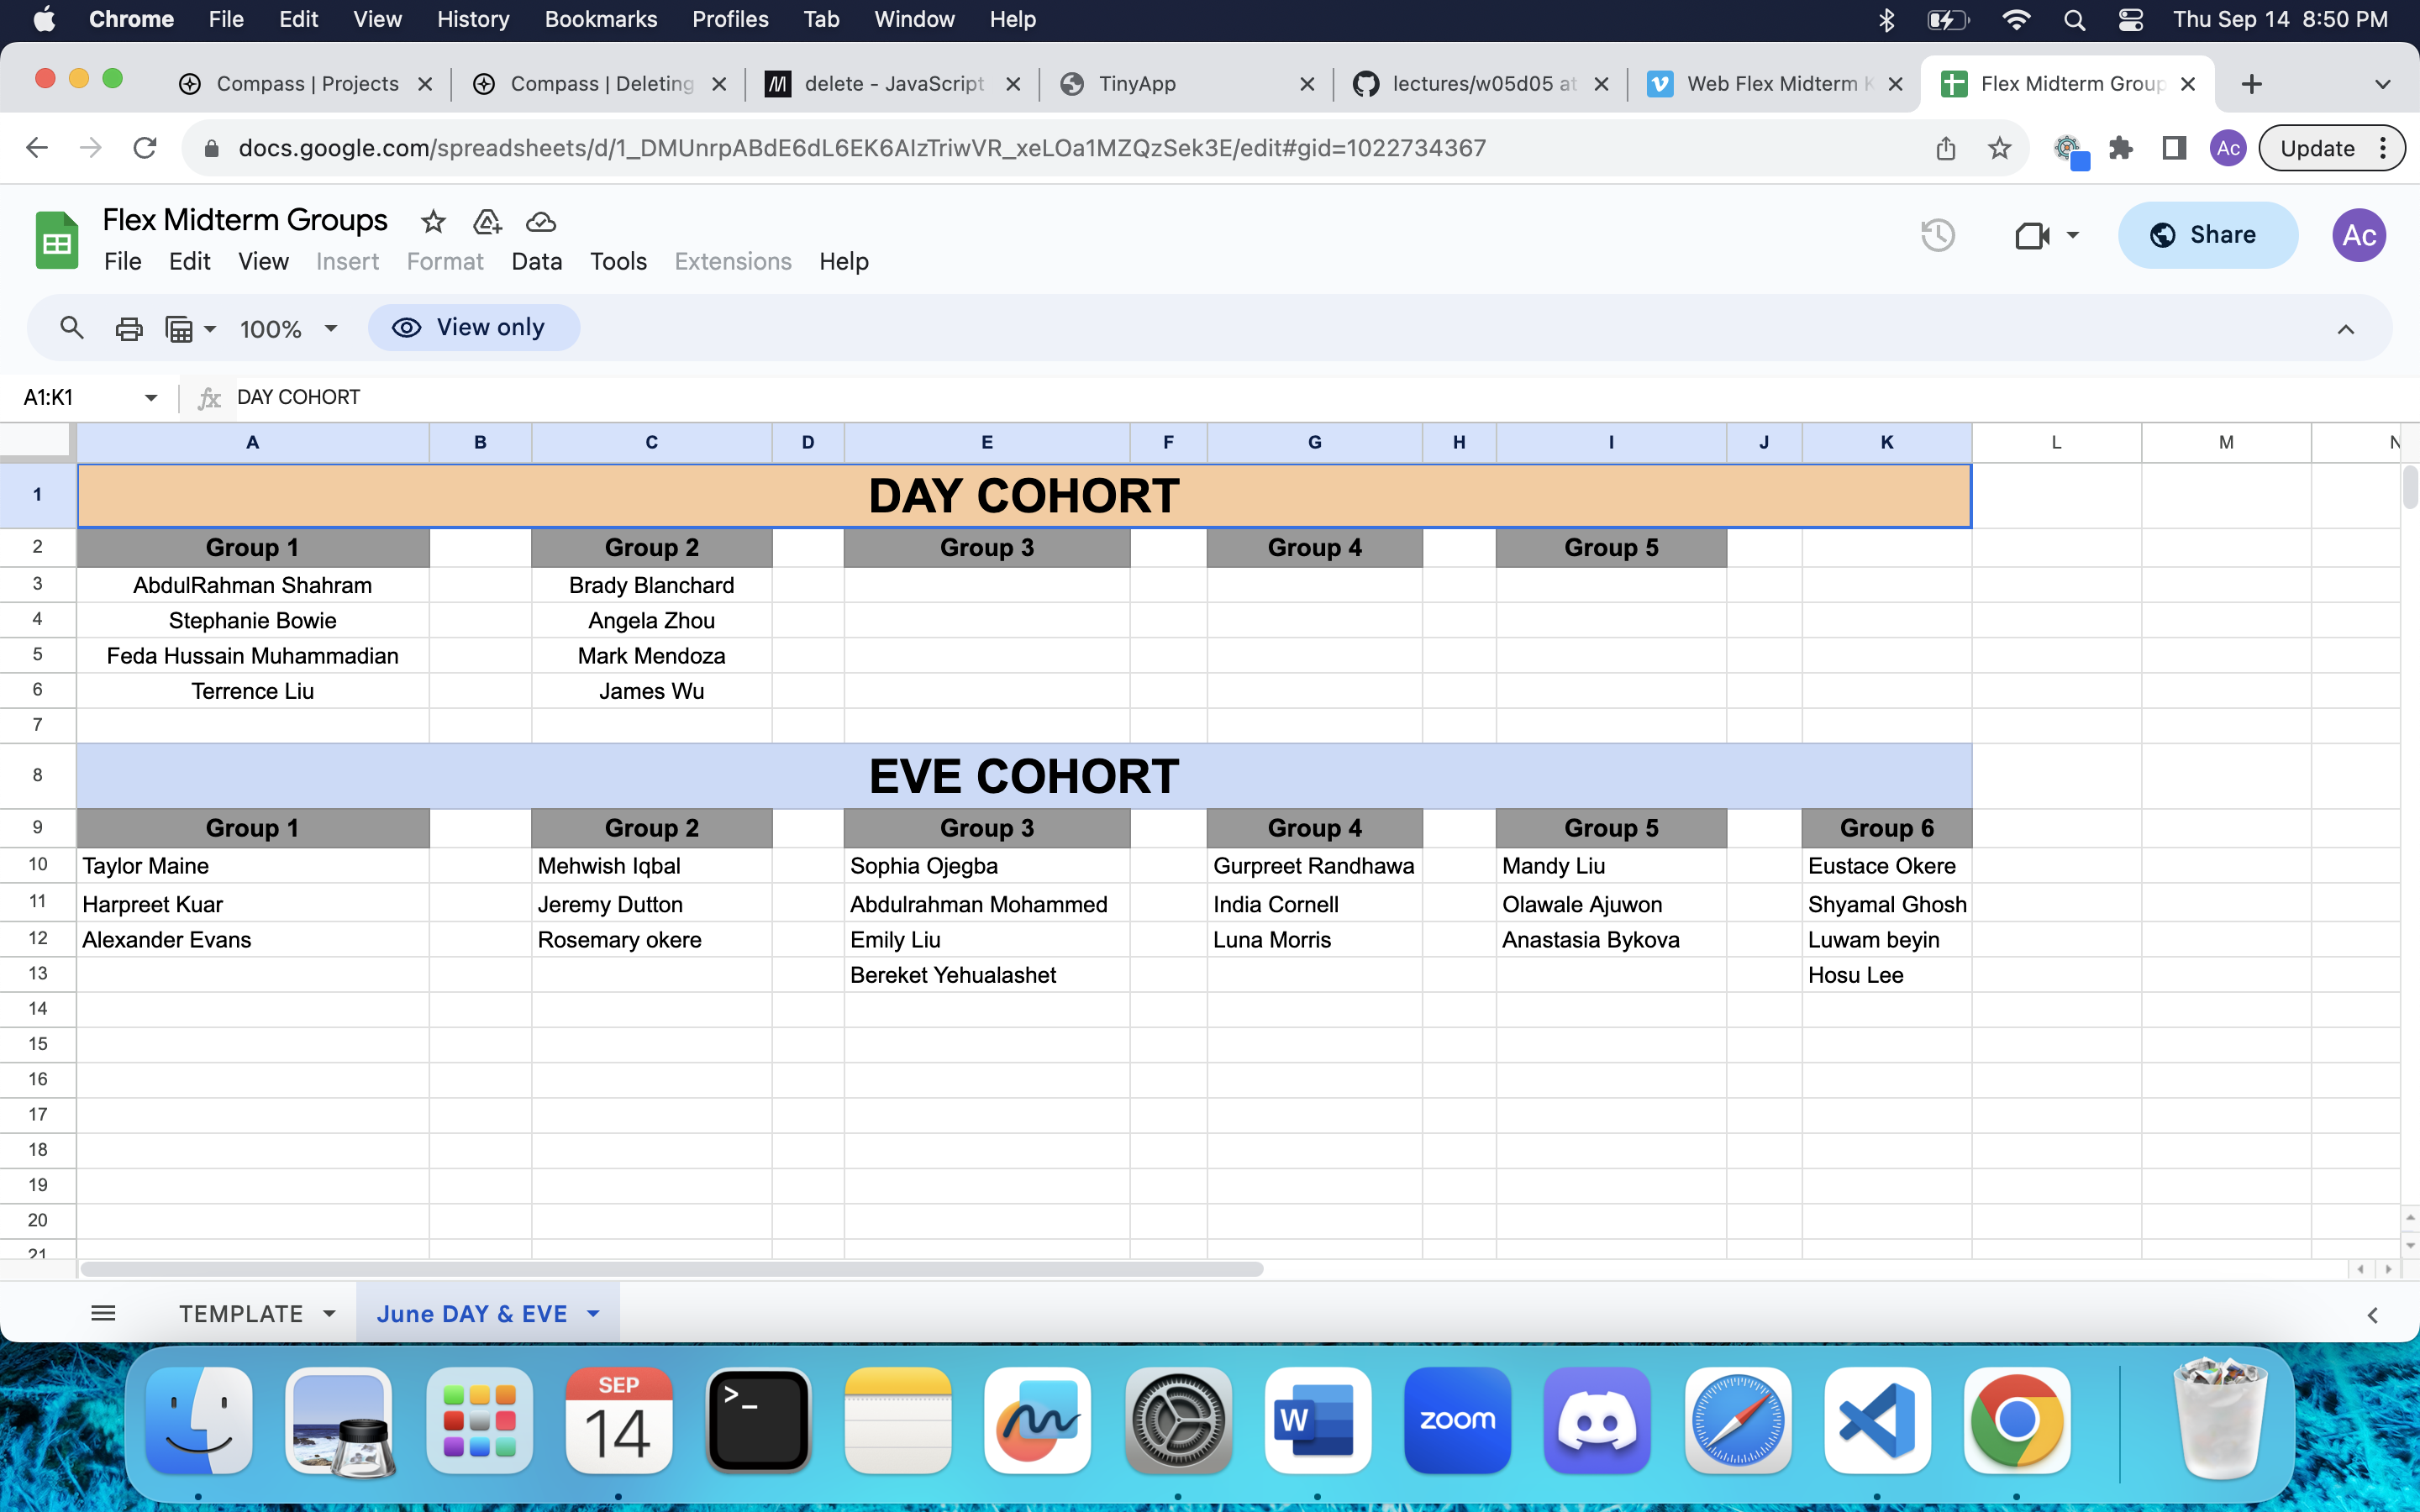 Chrome File Edit View History Bookmarks Profiles Tab Window Help Thu Sep 14 8:50 PM
Compass | Projects Compass | Deleting delete - JavaScript TinyApp lectures/w05d05 at Web Flex Midterm K Flex Midterm Group
docs.google.com/spreadsheets/d/1_DMUnrpABdE6dL6EK6AIzTriwVR_xeLOa1MZQzSek3E/edit#gid=1022734367 Ac Update
Flex Midterm Groups Share Ac
File Edit View Insert Format Data Tools Extensions Help
100% View only
A1:K1 fx DAY COHORT
A B C D E F G H I J K L M N
1 DAY COHORT
2 Group 1 Group 2 Group 3 Group 4 Group 5
3 AbdulRahman Shahram Brady Blanchard
4 Stephanie Bowie Angela Zhou
5 Feda Hussain Muhammadian Mark Mendoza
6 Terrence Liu James Wu
7
8 EVE COHORT
9 Group 1 Group 2 Group 3 Group 4 Group 5 Group 6
10 Taylor Maine Mehwish Iqbal Sophia Ojegba Gurpreet Randhawa Mandy Liu Eustace Okere
11 Harpreet Kuar Jeremy Dutton Abdulrahman Mohammed India Cornell Olawale Ajuwon Shyamal Ghosh
12 Alexander Evans Rosemary okere Emily Liu Luna Morris Anastasia Bykova Luwam beyin
13 Bereket Yehualashet Hosu Lee
14
15
16
17
18
19
20
21
TEMPLATE June DAY & EVE
SEP
14 >_ W zoom